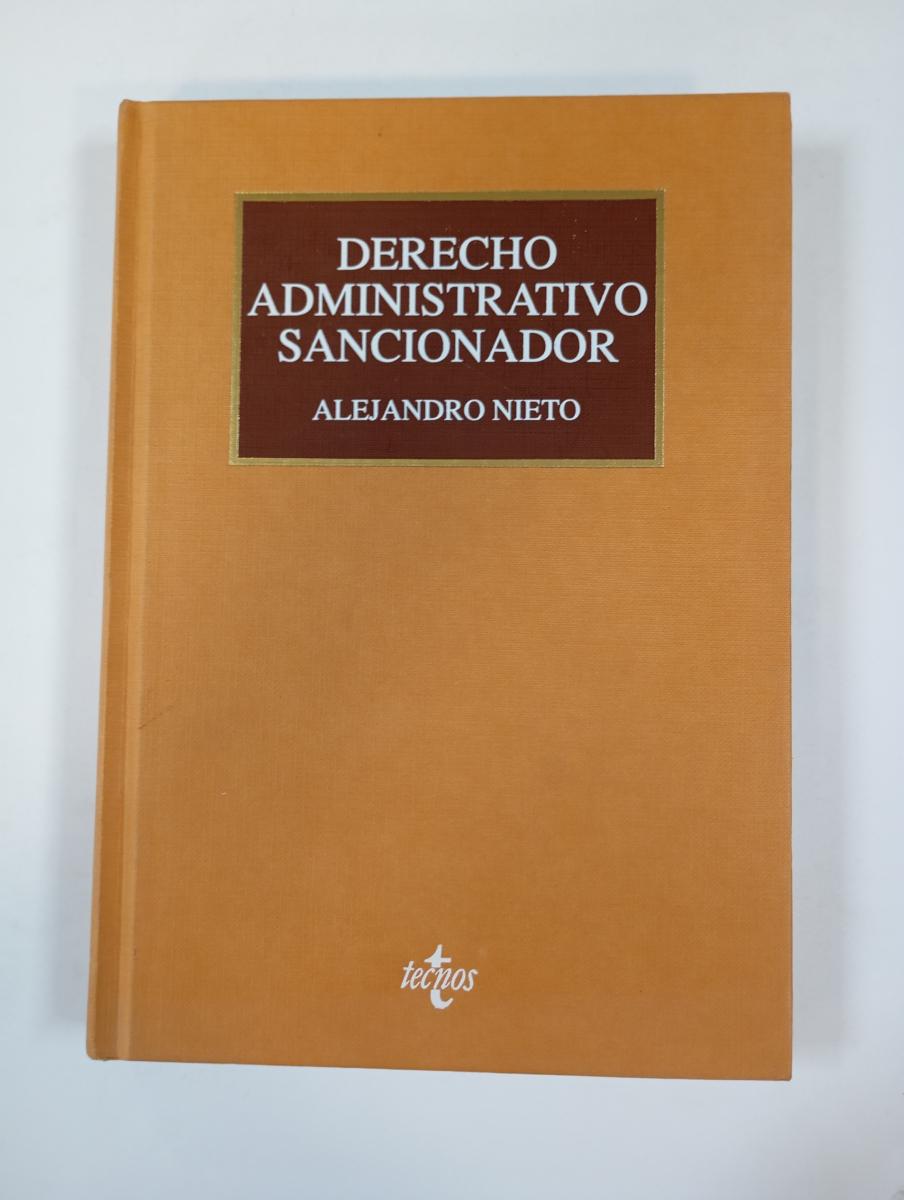 DERECHO
ADMINISTRATIVO
SANCIONADOR
ALEJANDRO NIETO
tecnos